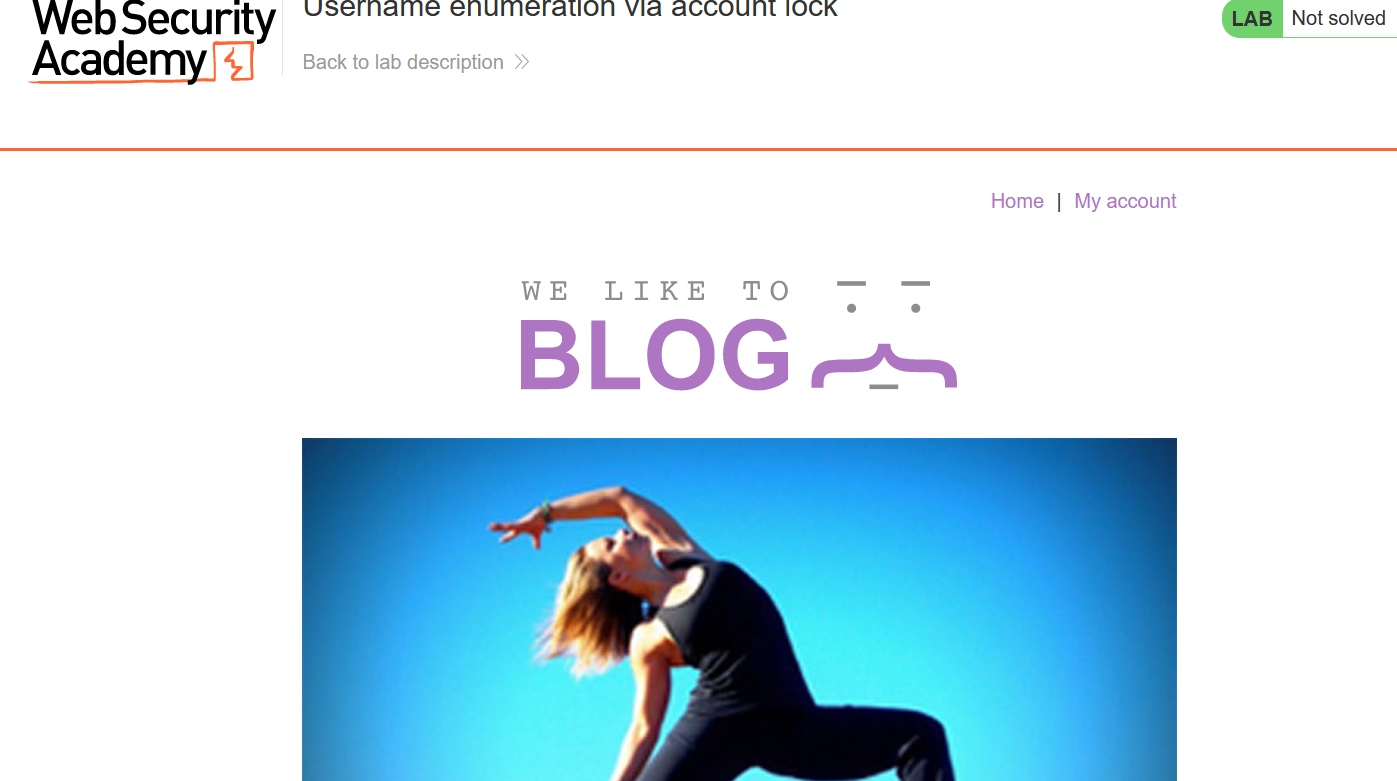 Web Security
Academy
Username enumeration via account lock
Back to lab description
LAB Not solved
Home | My account
WE LIKE TO
BLOG